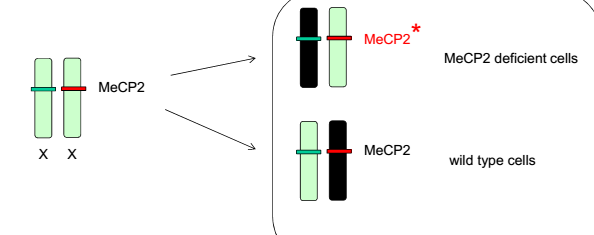 MeCP2*
MeCP2 deficient cells
MeCP2
X X
MeCP2
wild type cells